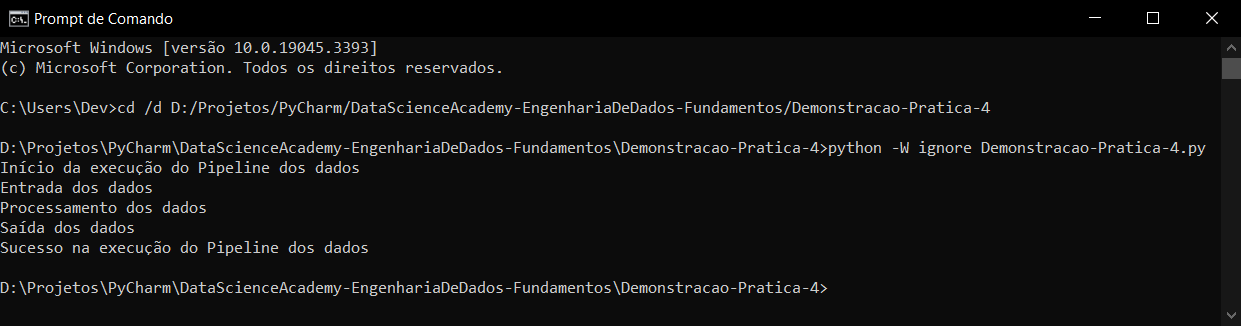 Prompt de Comando
Microsoft Windows [versão 10.0.19045.3393]
(c) Microsoft Corporation. Todos os direitos reservados.
C:\Users\Dev>cd /d D:/Projetos/PyCharm/DataScienceAcademy-EngenhariaDeDados-Fundamentos/Demonstracao-Pratica-4
D:\Projetos\PyCharm\DataScienceAcademy-EngenhariaDeDados-Fundamentos\Demonstracao-Pratica-4>python -W ignore Demonstracao-Pratica-4.py
Início da execução do Pipeline dos dados
Entrada dos dados
Processamento dos dados
Saída dos dados
Sucesso na execução do Pipeline dos dados
D:\Projetos\PyCharm\DataScienceAcademy-EngenhariaDeDados-Fundamentos\Demonstracao-Pratica-4>